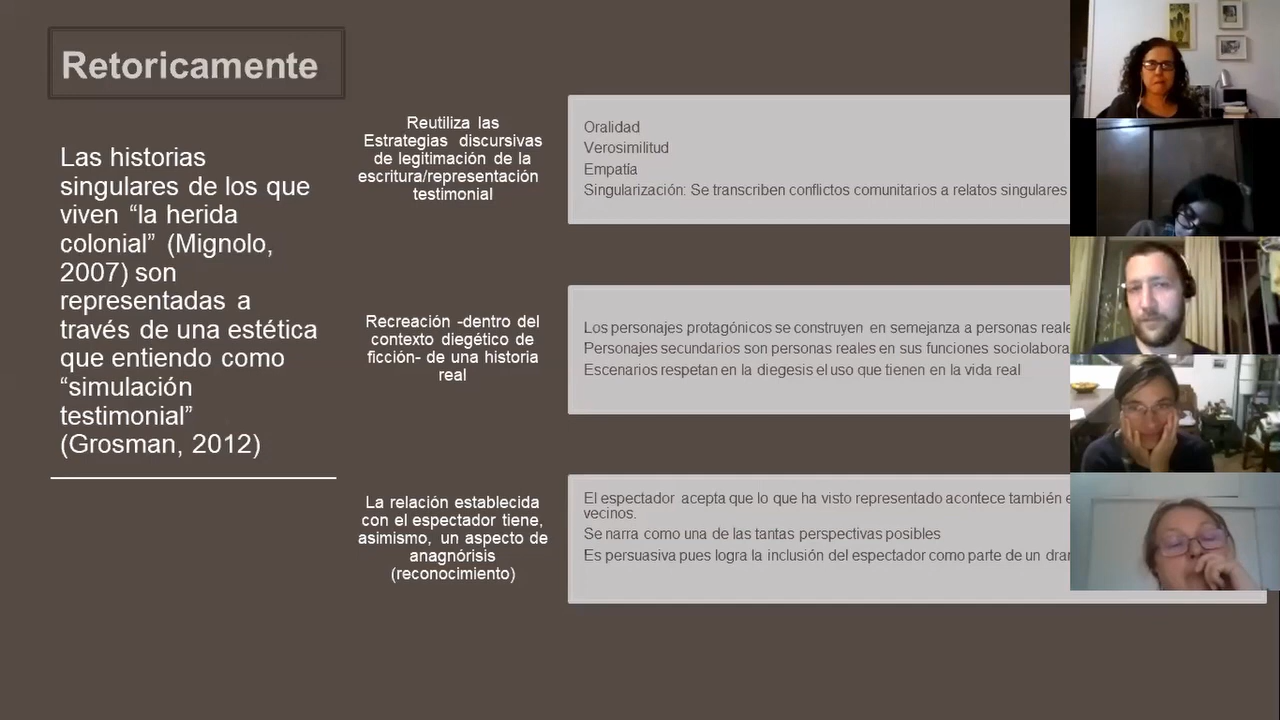 Retoricamente
Las historias
singulares de los que
viven “la herida
colonial” (Mignolo,
2007) son
representadas a
través de una estética
que entiendo como
“simulación
testimonial”
(Grosman, 2012)
Reutiliza las
Estrategias discursivas
de legitimación de la
escritura/representación
testimonial
Oralidad
Verosimilitud
Empatía
Singularización: Se transcriben conflictos comunitarios a relatos singulares
Recreación -dentro del
contexto diegético de
ficción- de una historia
real
Los personajes protagónicos se construyen en semejanza a personas
Personajes secundarios son personas reales en sus funciones
Escenarios respetan en la diegesis el uso que tienen en la vida real
La relación establecida
con el espectador tiene,
asimismo, un aspecto de
anagnórisis
(reconocimiento)
El espectador acepta que lo que ha visto representado acontece también
vecinos.
Se narra como una de las tantas perspectivas posibles
Es persuasiva pues logra la inclusión del espectador como parte de un